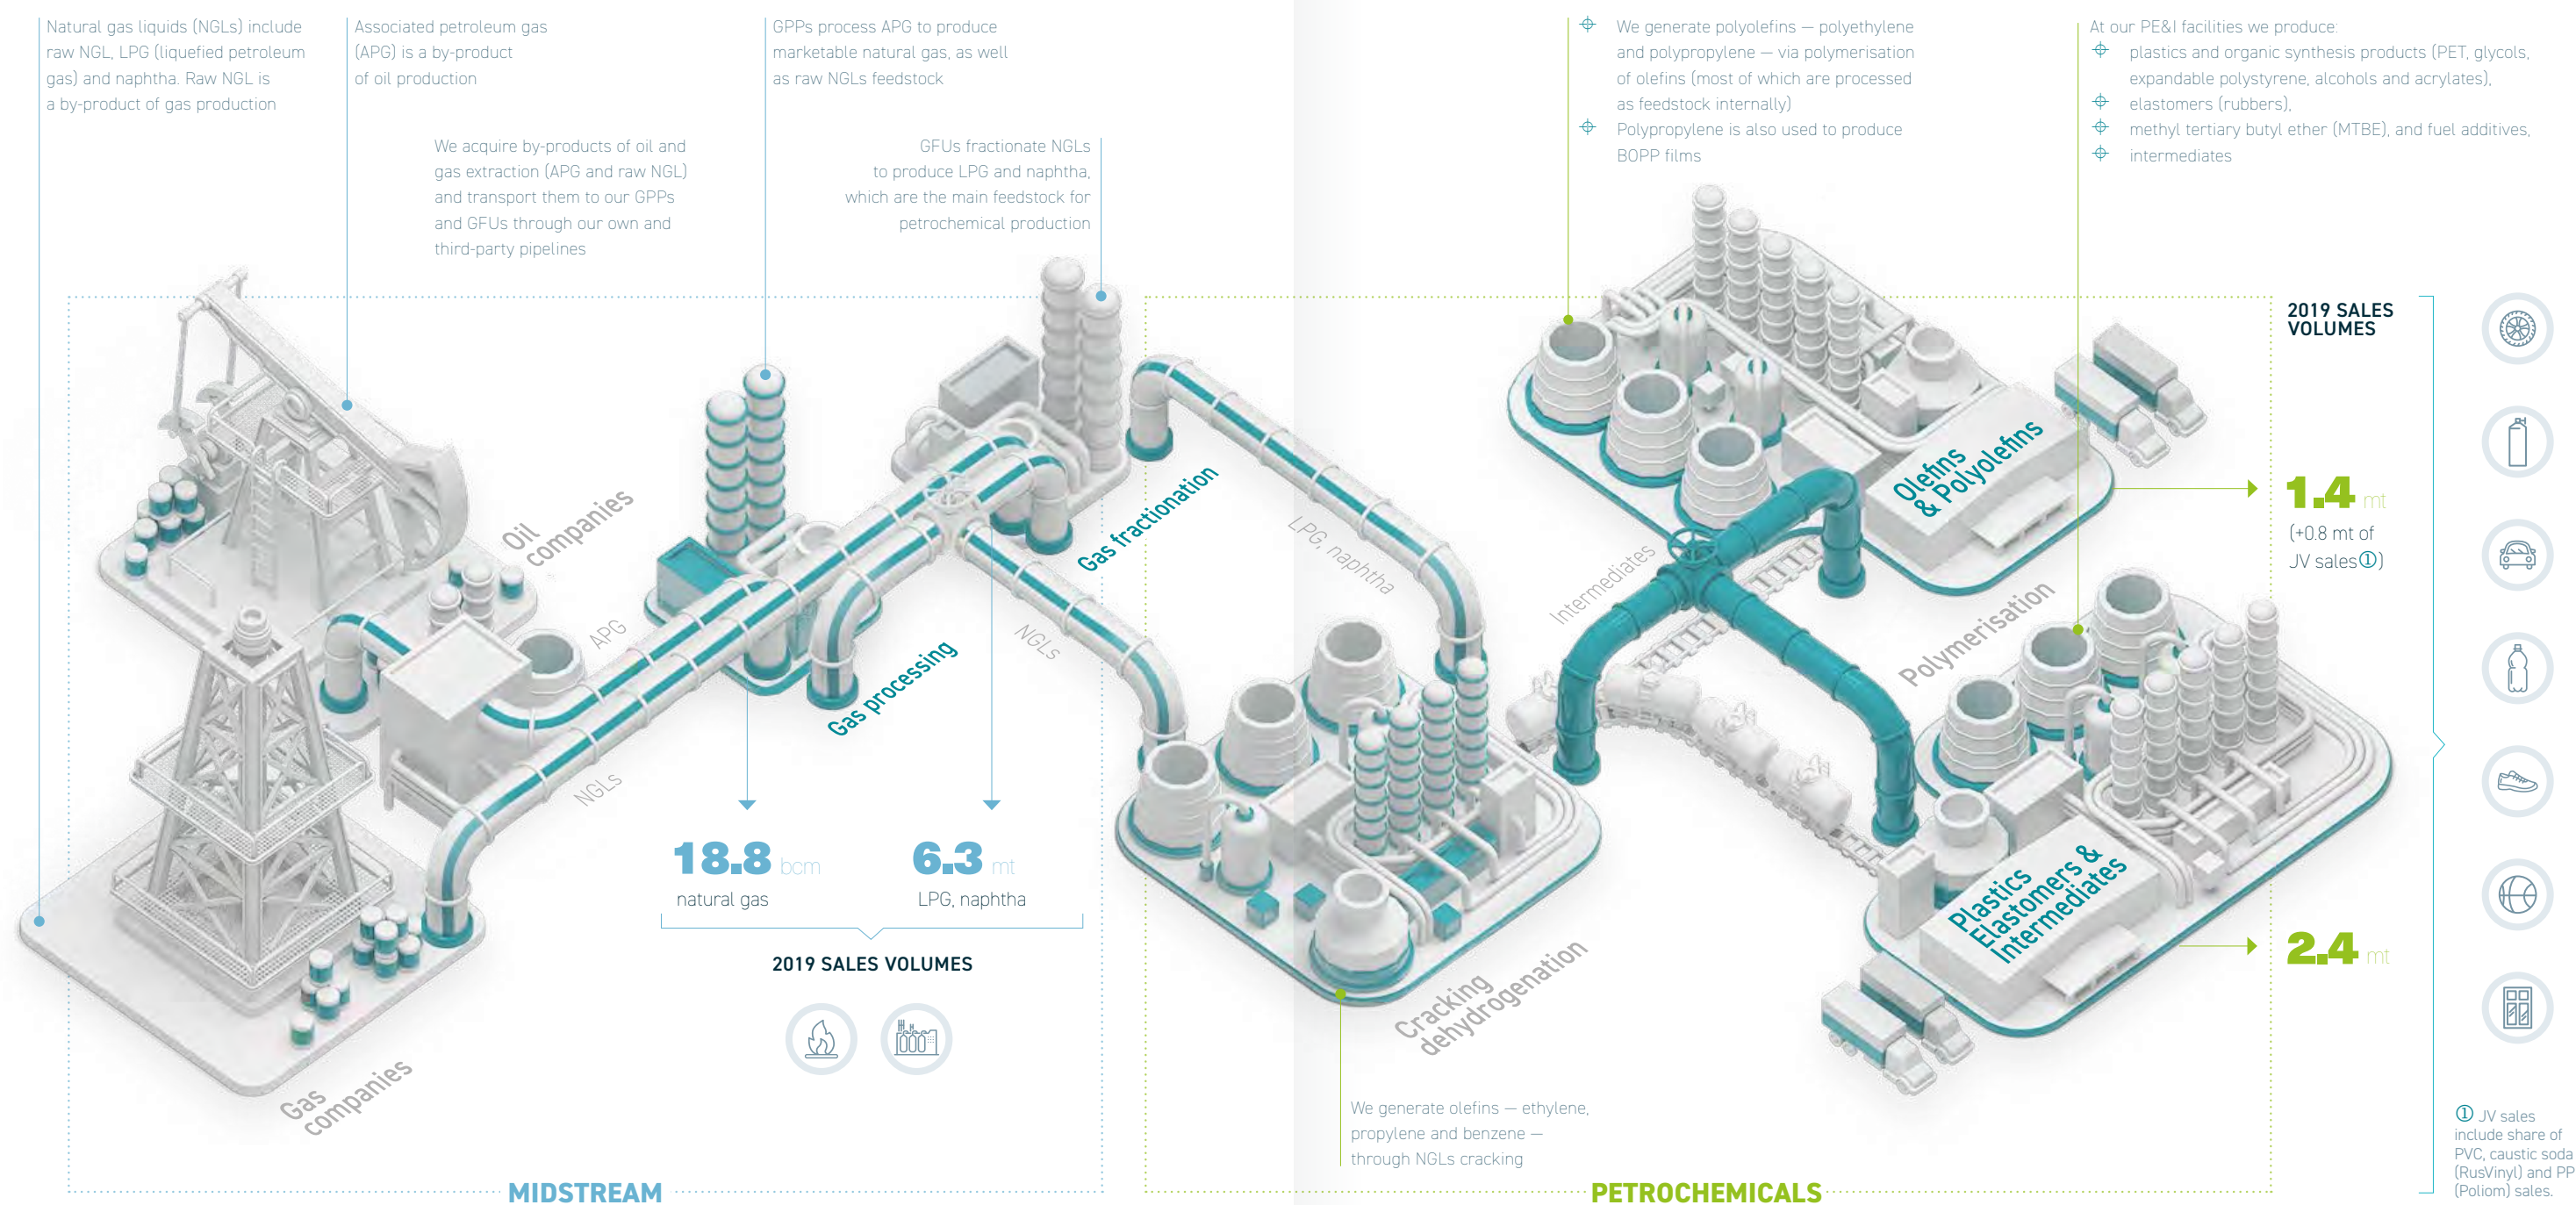 Natural gas liquids (NGLs) include
raw NGL, LPG (liquefied petroleum
gas) and naphtha. Raw NGL is
a by-product of gas production
Associated petroleum gas
(APG) is a by-product
of oil production
We acquire by-products of oil and
gas extraction (APG and raw NGL)
and transport them to our GPPs
and GFUs through our own and
third-party pipelines
GPPs process APG to produce
marketable natural gas, as well
as raw NGLs feedstock
GFUs fractionate NGLs
to produce LPG and naphtha,
which are the main feedstock for
petrochemical production
We generate polyolefins — polyethylene
and polypropylene — via polymerisation
of olefins (most of which are processed
as feedstock internally)
Polypropylene is also used to produce
BOPP films
At our PE&I facilities we produce:
plastics and organic synthesis products (PET, glycols,
expandable polystyrene, alcohols and acrylates),
elastomers (rubbers),
methyl tertiary butyl ether (MTBE), and fuel additives,
intermediates
Oil
companies
APG
NGLs
Gas
companies
Gas processing
Gas fractionation
NGLs
LPG, naphtha
18.8 bcm
natural gas
6.3 mt
LPG, naphtha
2019 SALES VOLUMES
MIDSTREAM
Cracking
dehydrogenation
We generate olefins — ethylene,
propylene and benzene —
through NGLs cracking
Intermediates
Olefins
& Polyolefins
Polymerisation
Plastics
Elastomers &
Intermediates
2019 SALES
VOLUMES
1.4 mt
(+0.8 mt of
JV sales①)
2.4 mt
PETROCHEMICALS
① JV sales
include share of
PVC, caustic soda
(RusVinyl) and PP
(Poliom) sales.